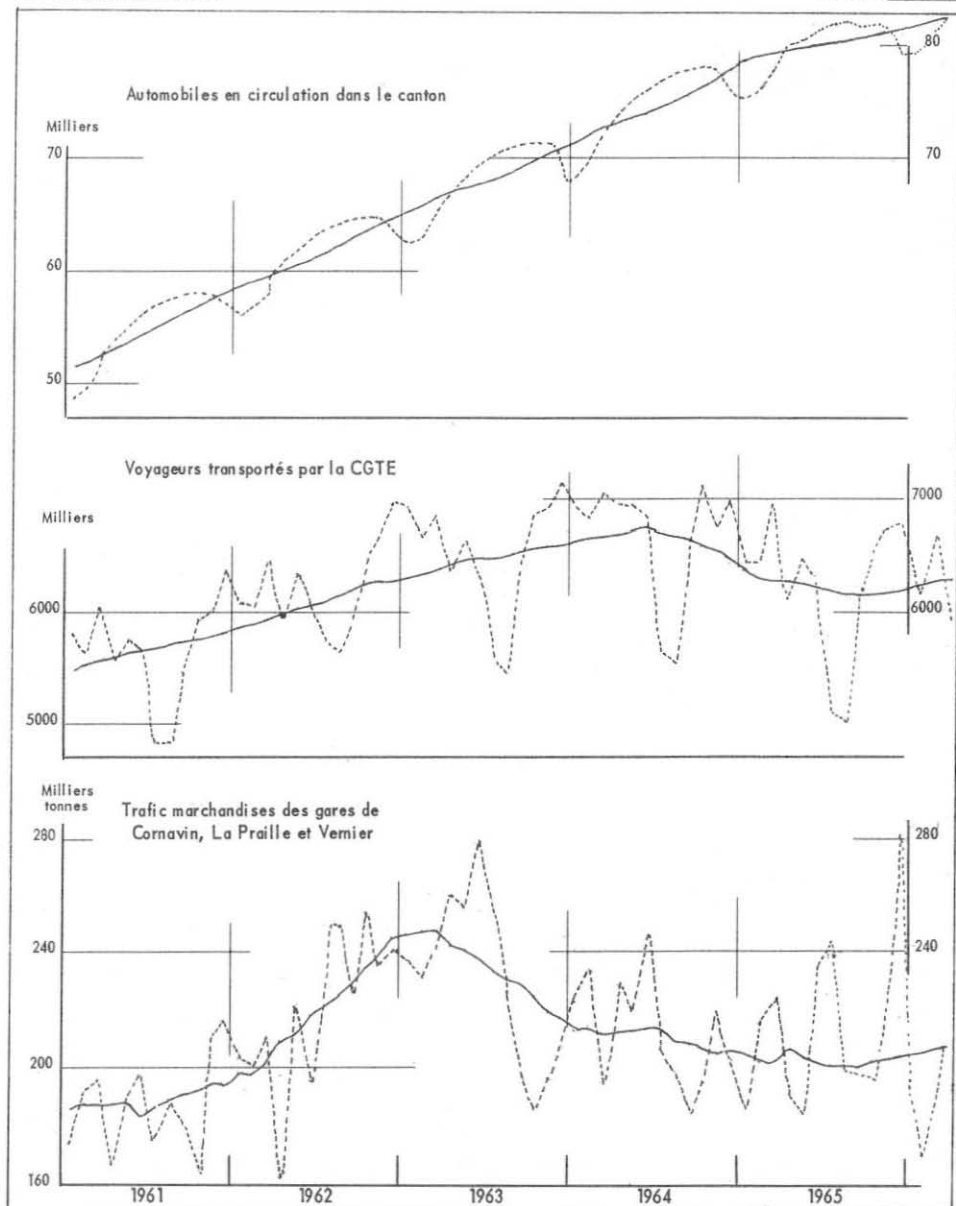 Automobiles en circulation dans le canton
Milliers
80
70
70
60
50
Voyageurs transportés par la CGTE
Milliers
7000
6000
6000
5000
Milliers
tonnes
Trafic marchandises des gares de
Cornavin, La Praille et Vernier
280
280
240
240
200
160
1961
1962
1963
1964
1965